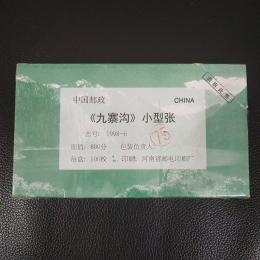 中国邮政 CHINA
《九寨沟》小型张
志号: 1998-6
面值: 800分 包装负责人: 75
每盒: 100枚 印刷: 河南省邮电印刷厂